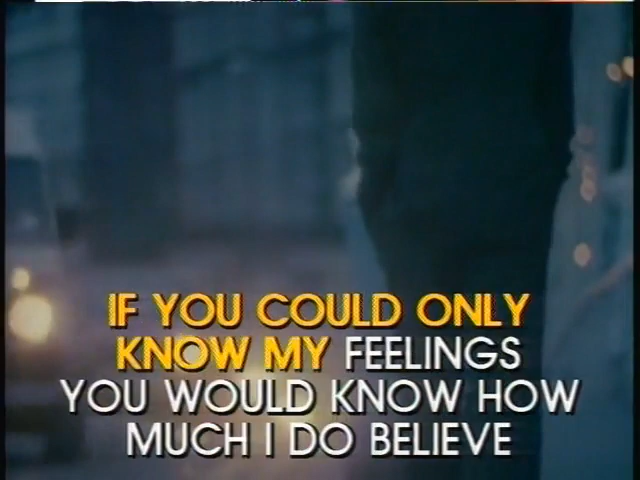 IF YOU COULD ONLY
KNOW MY FEELINGS
YOU WOULD KNOW HOW
MUCH I DO BELIEVE